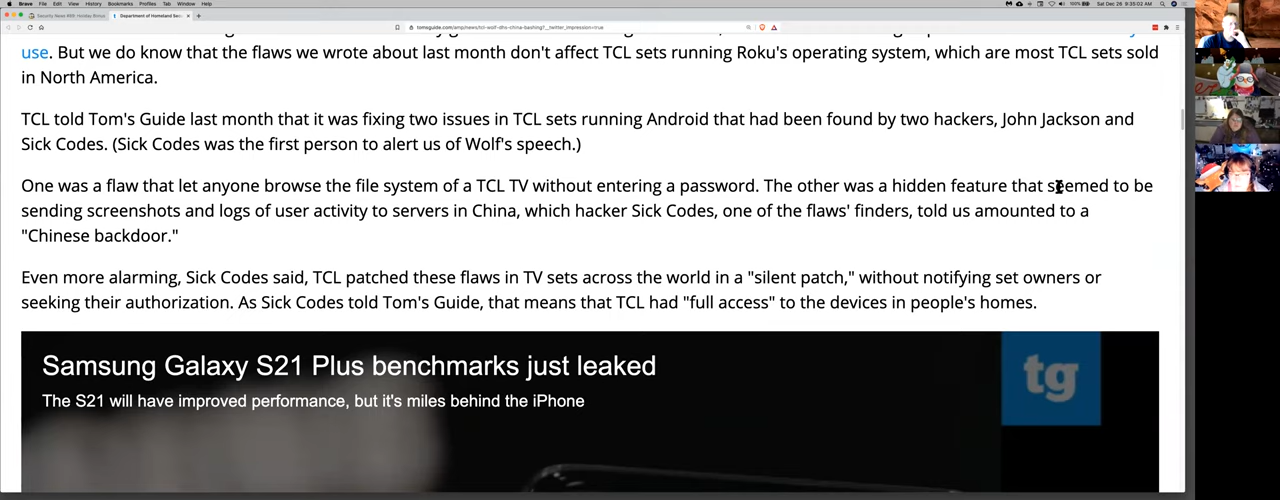 Brave File Edit View History Bookmarks Profiles Tab Window Help
100%
Sat Dec 26 9:35:02 AM
Security News #69: Holiday Bonus
Department of Homeland Secu
tomsguide.com/amp/news/tcl-wolf-dhs-china-bashing?__twitter_impression=true
use. But we do know that the flaws we wrote about last month don't affect TCL sets running Roku's operating system, which are most TCL sets sold
in North America.
TCL told Tom's Guide last month that it was fixing two issues in TCL sets running Android that had been found by two hackers, John Jackson and
Sick Codes. (Sick Codes was the first person to alert us of Wolf's speech.)
One was a flaw that let anyone browse the file system of a TCL TV without entering a password. The other was a hidden feature that seemed to be
sending screenshots and logs of user activity to servers in China, which hacker Sick Codes, one of the flaws' finders, told us amounted to a
"Chinese backdoor."
Even more alarming, Sick Codes said, TCL patched these flaws in TV sets across the world in a "silent patch," without notifying set owners or
seeking their authorization. As Sick Codes told Tom's Guide, that means that TCL had "full access" to the devices in people's homes.
Samsung Galaxy S21 Plus benchmarks just leaked
The S21 will have improved performance, but it's miles behind the iPhone
tg